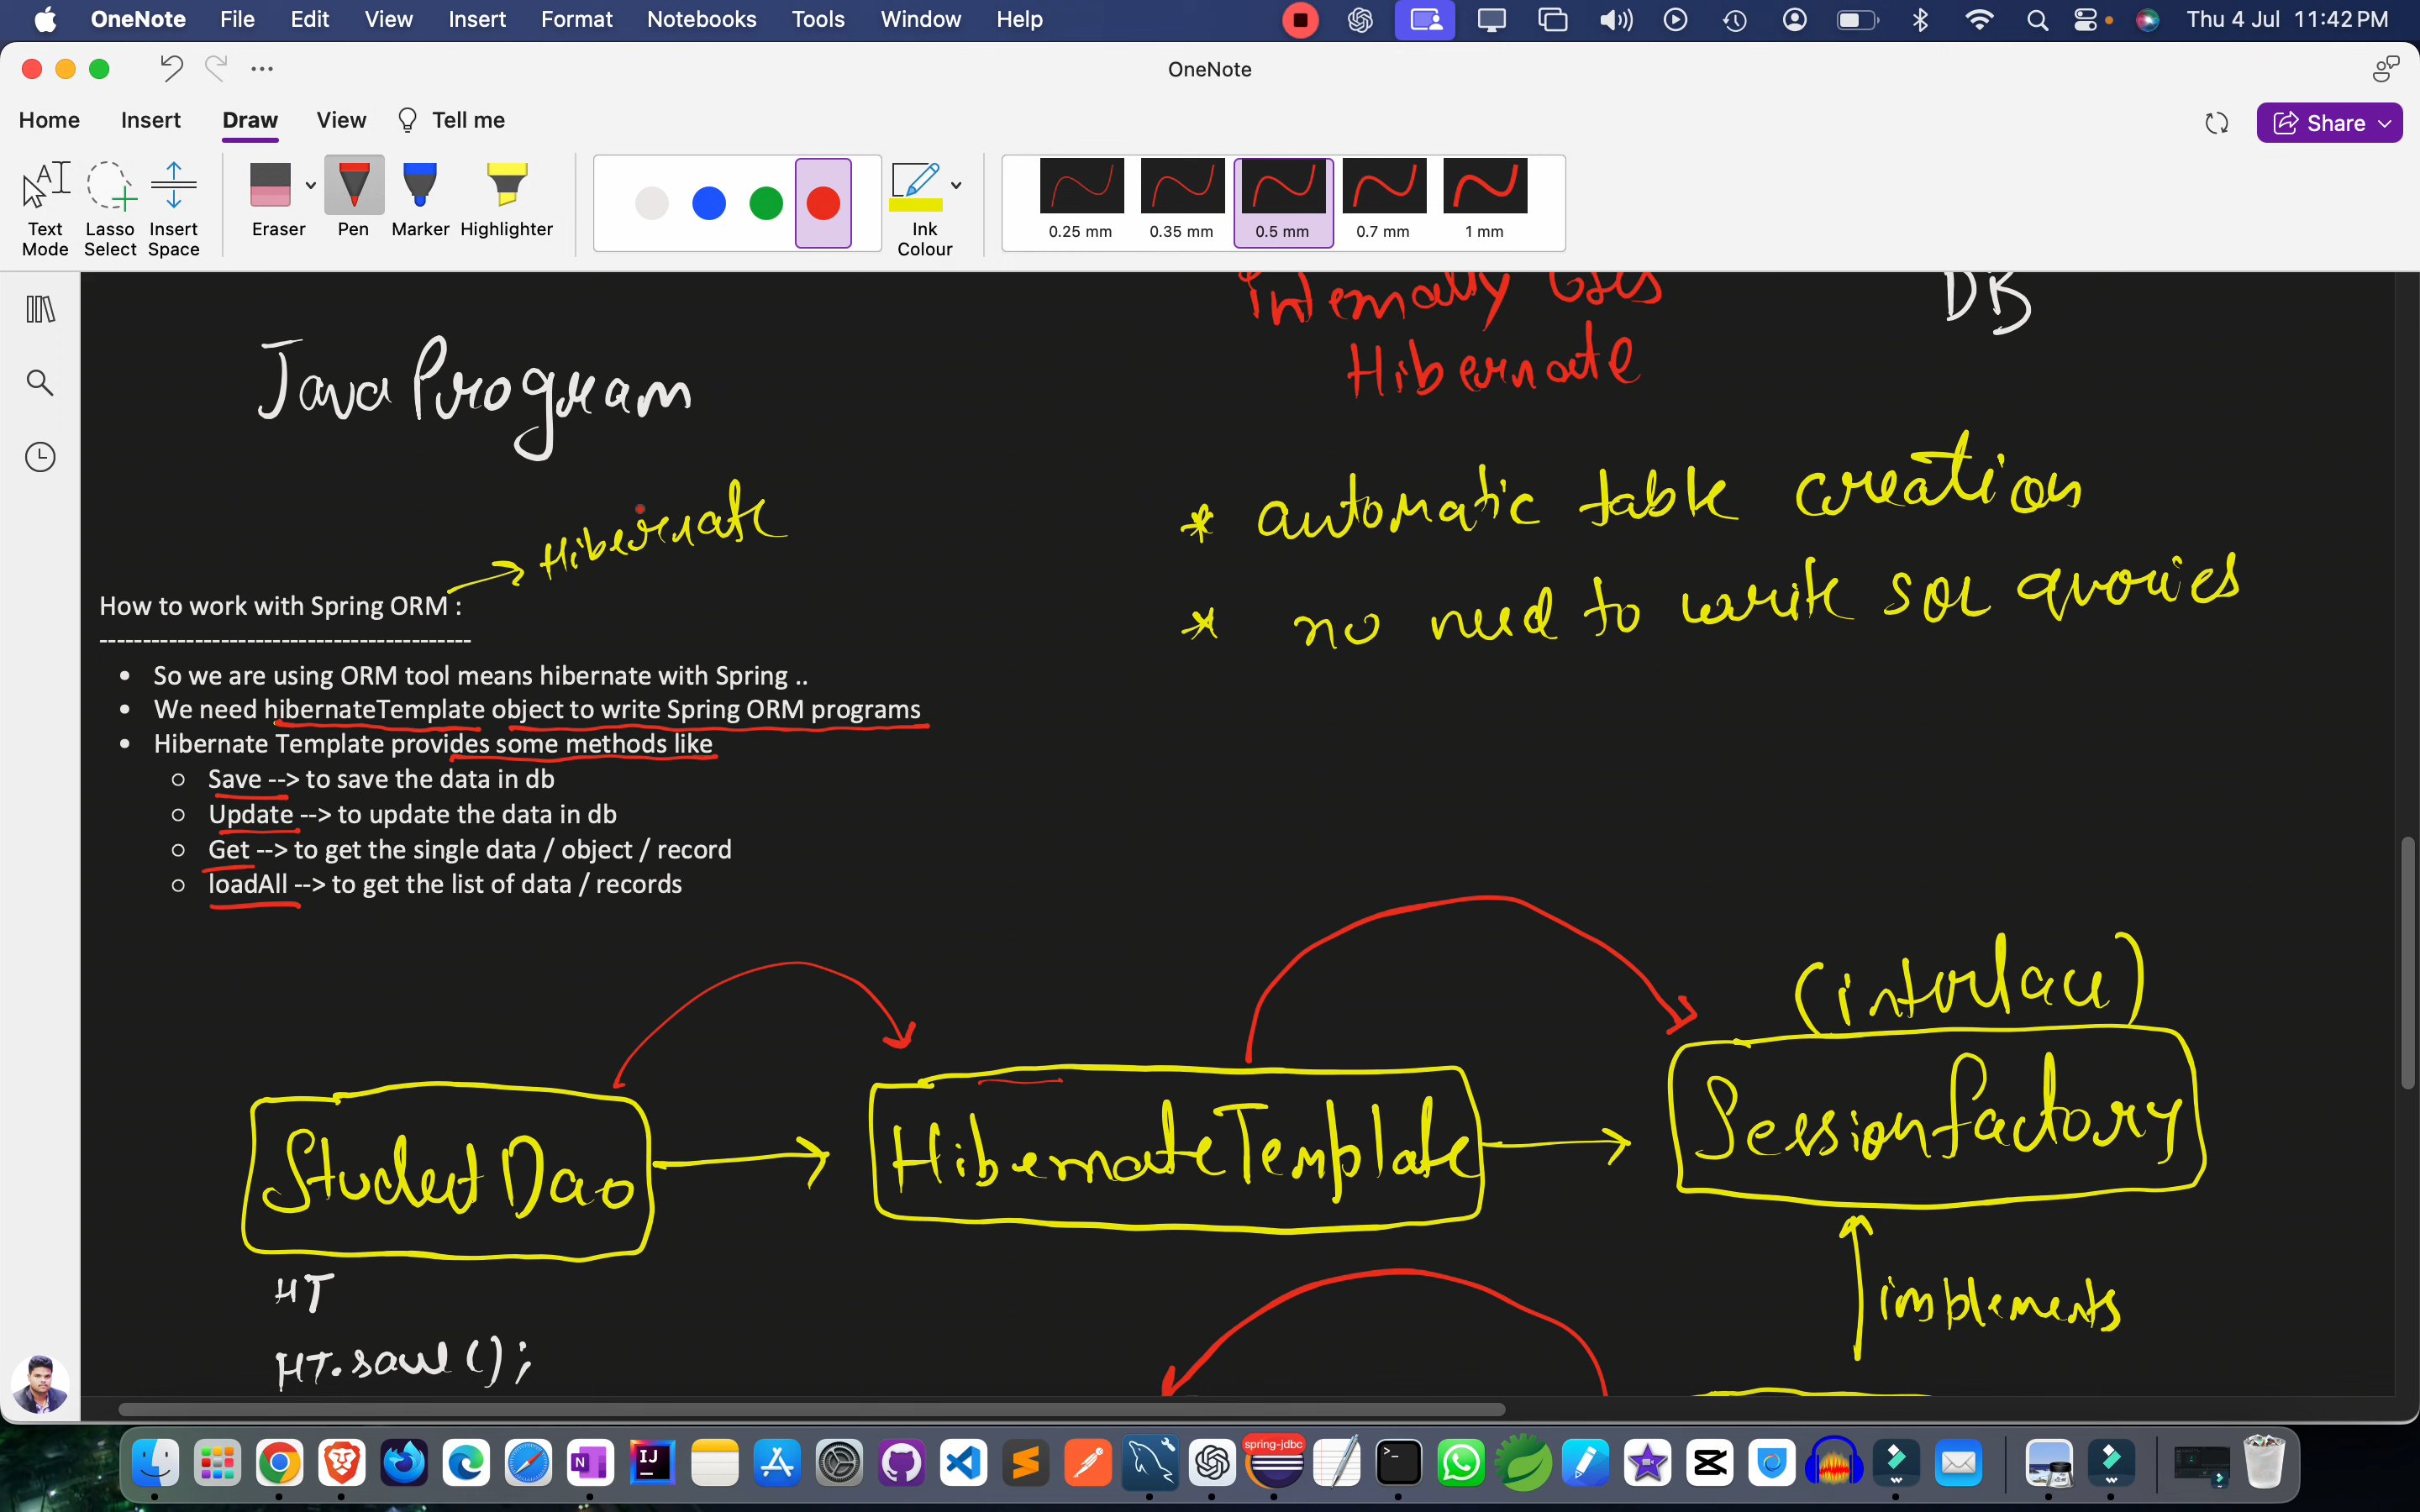 OneNote File Edit View Insert Format Notebooks Tools Window Help Thu 4 Jul 11:42 PM
OneNote
Home Insert Draw View Tell me Share
Text Mode
Lasso Select
Insert Space
Eraser Pen Marker Highlighter
Ink Colour
0.25 mm 0.35 mm 0.5 mm 0.7 mm 1 mm
internally uses
Hibernate
DB
Java Program
* automatic table creation
* no need to write SQL quories
Hibernate
How to work with Spring ORM :
-------------------------------------------
• So we are using ORM tool means hibernate with Spring ..
• We need hibernateTemplate object to write Spring ORM programs
• Hibernate Template provides some methods like
○ Save --> to save the data in db
○ Update --> to update the data in db
○ Get --> to get the single data / object / record
○ loadAll --> to get the list of data / records
(interface)
StudentDao HibernateTemplate SessionFactory
HT
implements
HT.save();
spring-jdbc